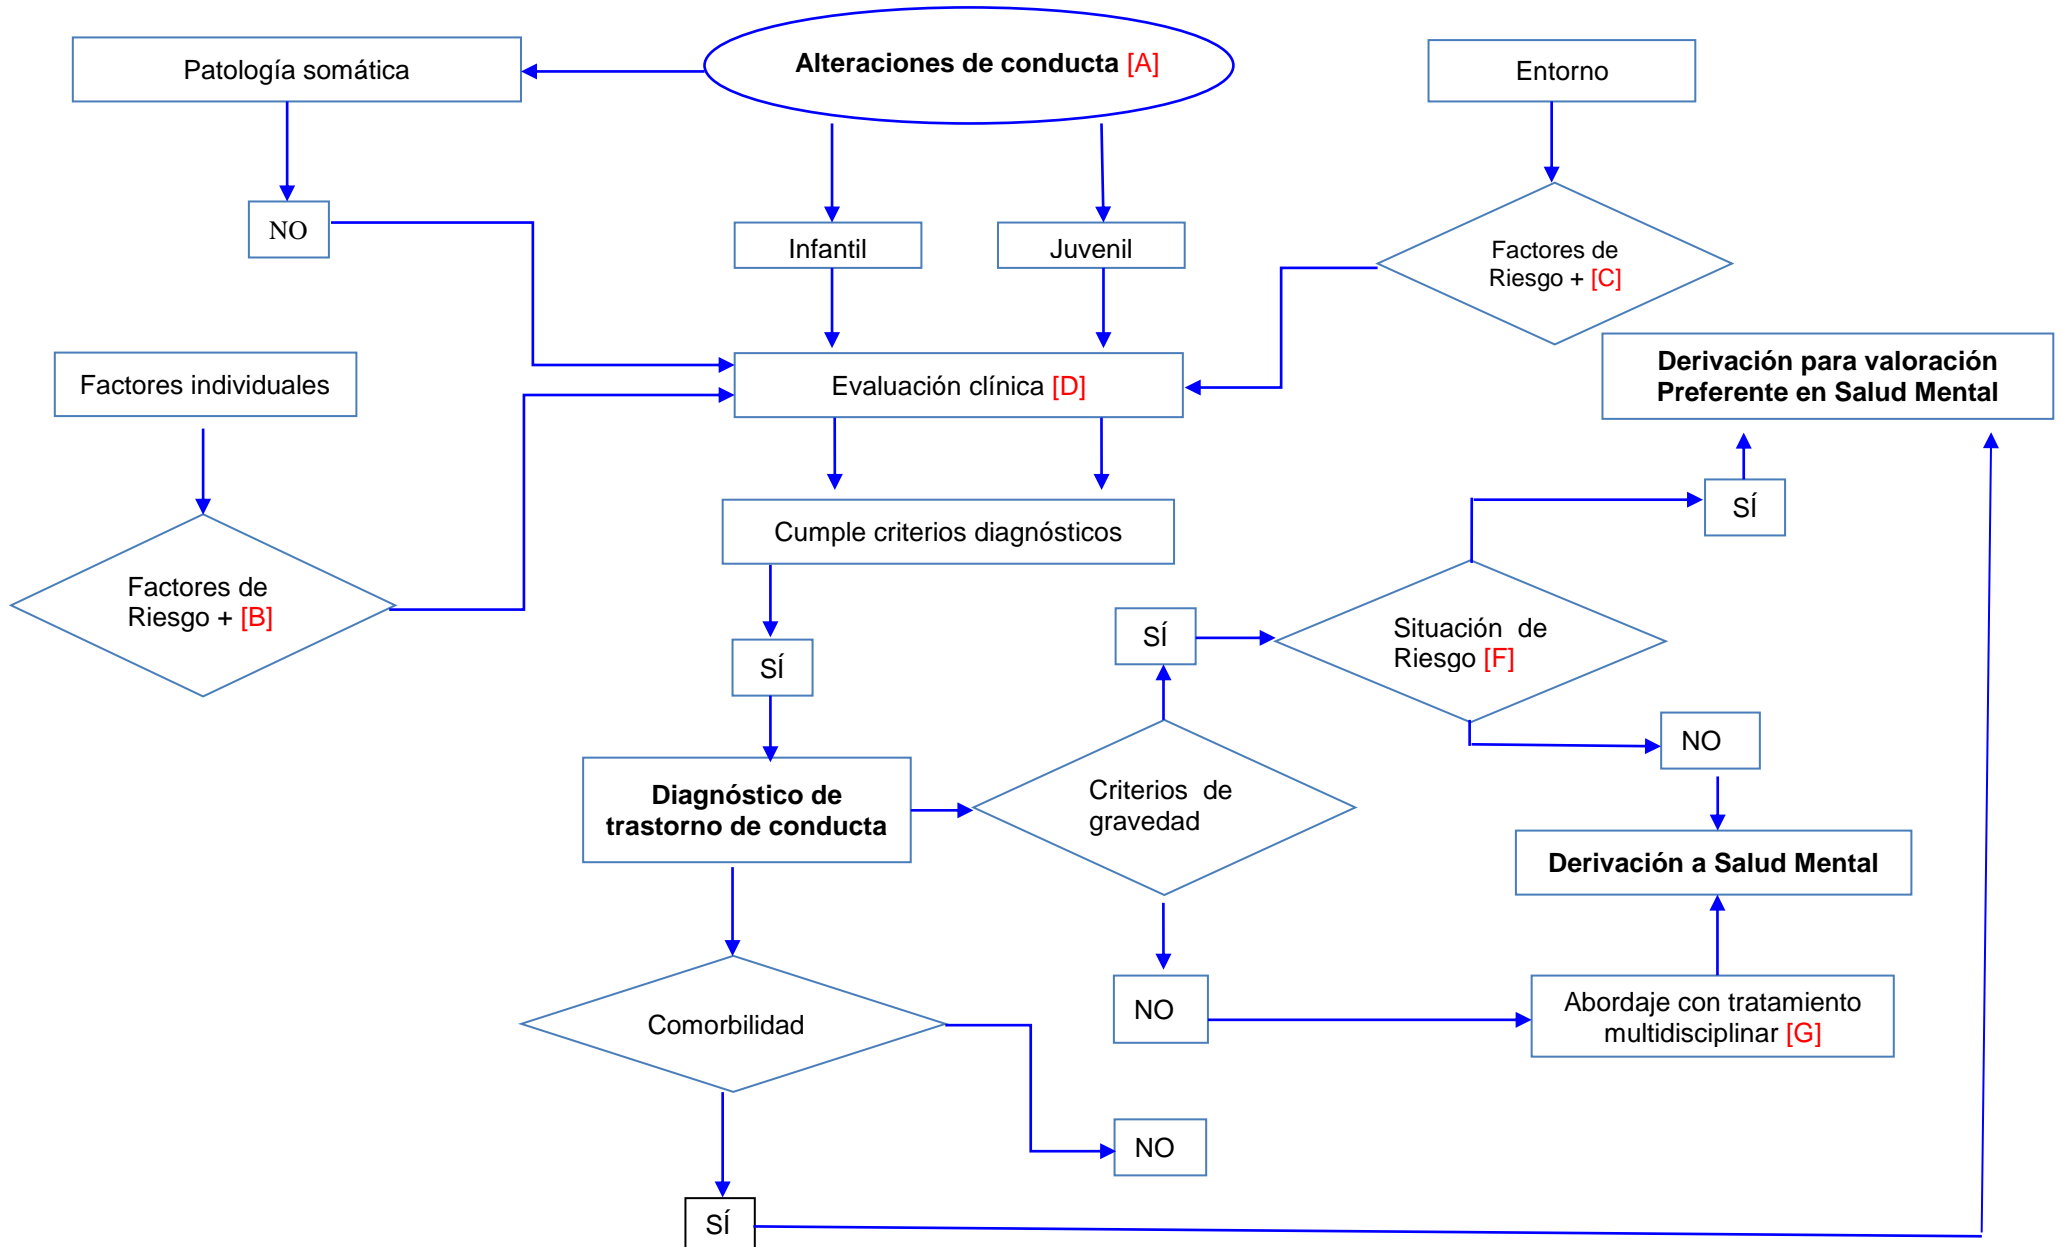 Patología somática
Alteraciones de conducta [A]
Entorno
NO
Infantil
Juvenil
Factores de
Riesgo + [C]
Factores individuales
Evaluación clínica [D]
Derivación para valoración
Preferente en Salud Mental
SÍ
Cumple criterios diagnósticos
Factores de
Riesgo + [B]
SÍ
SÍ
Situación de
Riesgo [F]
NO
Diagnóstico de
trastorno de conducta
Criterios de
gravedad
Derivación a Salud Mental
NO
Abordaje con tratamiento
multidisciplinar [G]
Comorbilidad
NO
SÍ